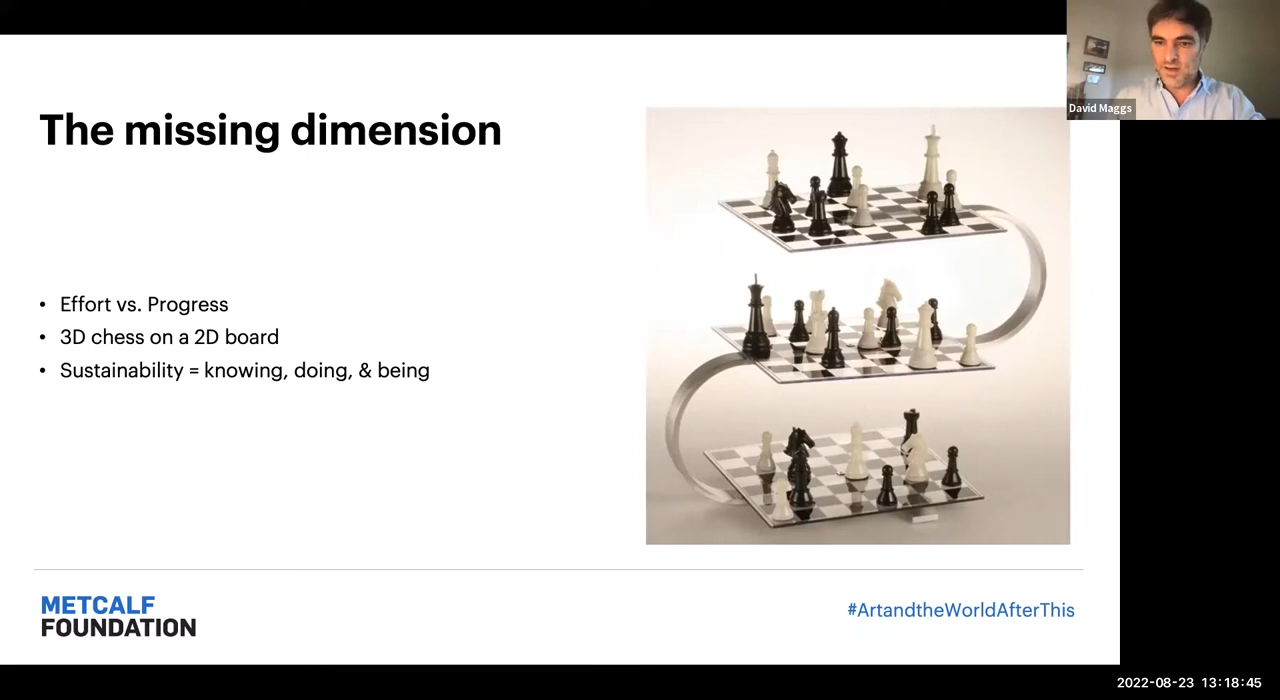 David Maggs
The missing dimension
• Effort vs. Progress
• 3D chess on a 2D board
• Sustainability = knowing, doing, & being
METCALF
FOUNDATION
#ArtandtheWorldAfterThis
2022-08-23 13:18:45